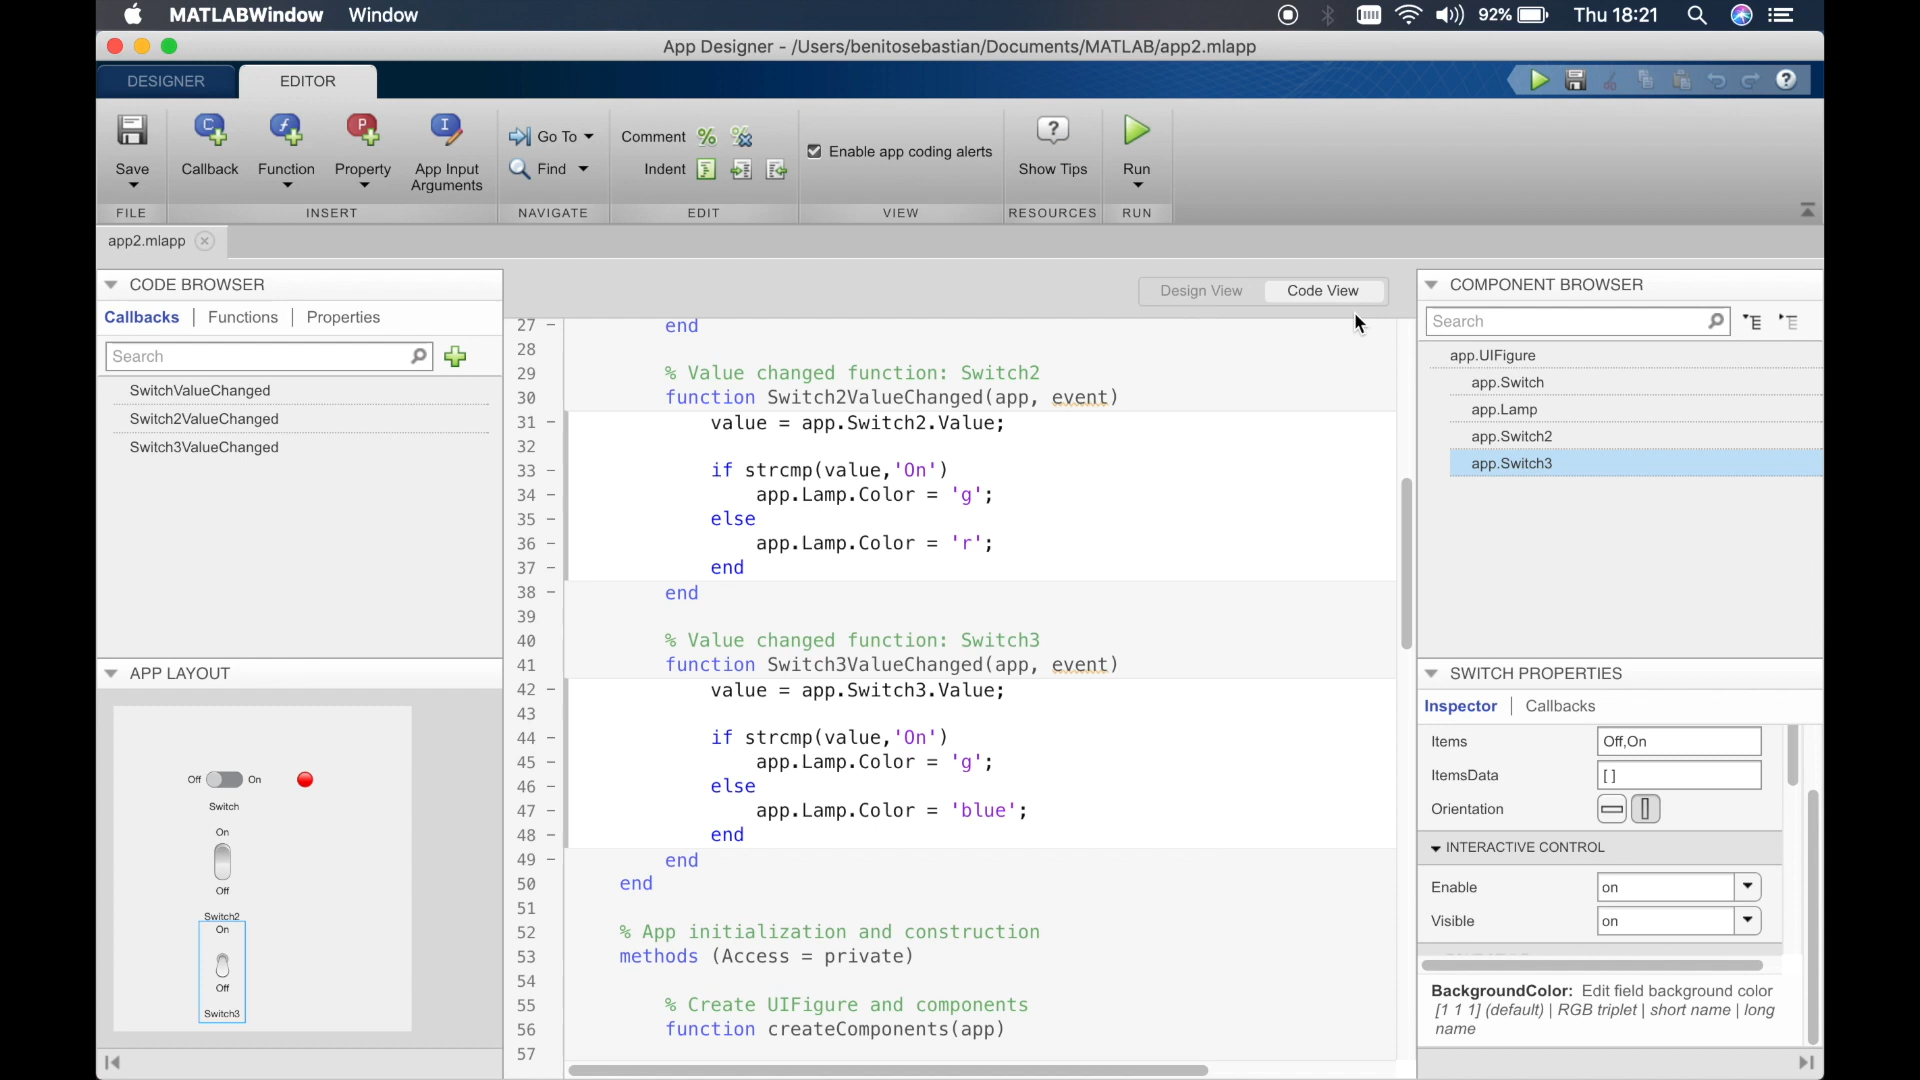 MATLABWindow Window 92% Thu 18:21
App Designer - /Users/benitosebastian/Documents/MATLAB/app2.mlapp
DESIGNER EDITOR
Save Callback Function Property App Input Arguments Go To Find Comment Indent Enable app coding alerts Show Tips Run
FILE INSERT NAVIGATE EDIT VIEW RESOURCES RUN
app2.mlapp
CODE BROWSER
Callbacks Functions Properties
Search
SwitchValueChanged
Switch2ValueChanged
Switch3ValueChanged
APP LAYOUT
Off On
Switch
On
Off
Switch2
On
Off
Switch3
Design View Code View
27 – end
28
29 % Value changed function: Switch2
30 function Switch2ValueChanged(app, event)
31 – value = app.Switch2.Value;
32
33 – if strcmp(value,'On')
34 – app.Lamp.Color = 'g';
35 – else
36 – app.Lamp.Color = 'r';
37 – end
38 – end
39
40 % Value changed function: Switch3
41 function Switch3ValueChanged(app, event)
42 – value = app.Switch3.Value;
43
44 – if strcmp(value,'On')
45 – app.Lamp.Color = 'g';
46 – else
47 – app.Lamp.Color = 'blue';
48 – end
49 – end
50 end
51
52 % App initialization and construction
53 methods (Access = private)
54
55 % Create UIFigure and components
56 function createComponents(app)
57
COMPONENT BROWSER
Search
app.UIFigure
app.Switch
app.Lamp
app.Switch2
app.Switch3
SWITCH PROPERTIES
Inspector Callbacks
Items Off,On
ItemsData [ ]
Orientation
INTERACTIVE CONTROL
Enable on
Visible on
BackgroundColor: Edit field background color
[1 1 1] (default) | RGB triplet | short name | long
name